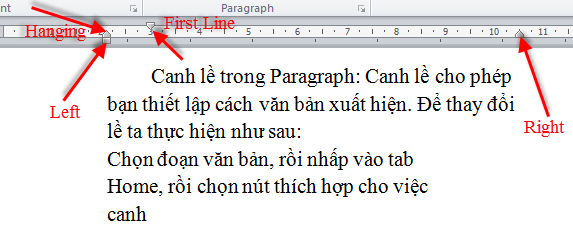 nt Paragraph
Hanging First Line
2 3 4 5 6 7 8 9 10 11
Left
Right
Canh lề trong Paragraph: Canh lề cho phép
bạn thiết lập cách văn bản xuất hiện. Để thay đổi
lề ta thực hiện như sau:
Chọn đoạn văn bản, rồi nhấp vào tab
Home, rồi chọn nút thích hợp cho việc
canh